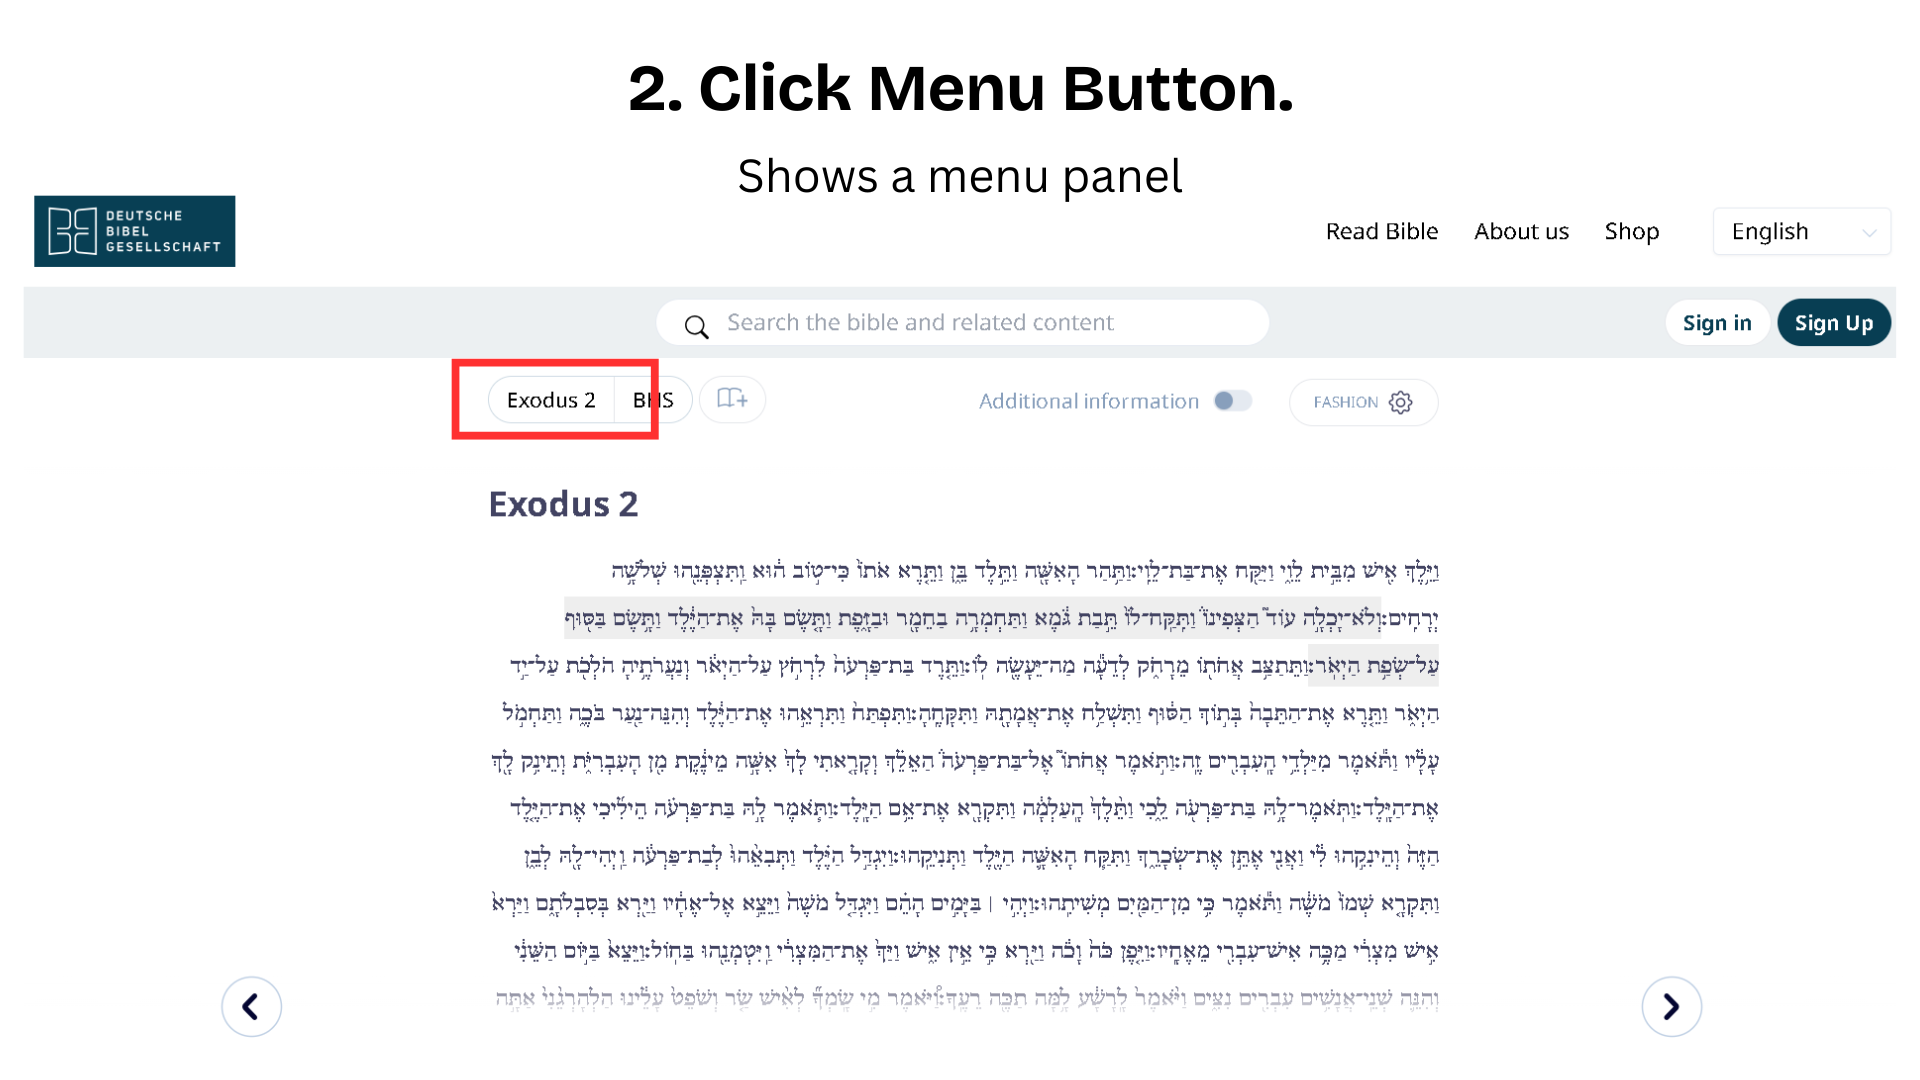 2. Click Menu Button.
Shows a menu panel
DEUTSCHE
BIBEL
GESELLSCHAFT
Read Bible
About us
Shop
English
Search the bible and related content
Sign in
Sign Up
Exodus 2
BHS
Additional information
FASHION
Exodus 2
וַיֵּ֥לֶךְ אִ֖ישׁ מִבֵּ֣ית לֵוִ֑י וַיִּקַּ֖ח אֶת־בַּת־לֵוִֽי׃וַתַּ֥הַר הָאִשָּׁ֖ה וַתֵּ֣לֶד בֵּ֑ן וַתֵּ֤רֶא אֹתוֹ֙ כִּי־ט֣וֹב ה֔וּא וַֽתִּצְפְּנֵ֖הוּ שְׁלֹשָׁ֥ה
יְרָחִֽים׃וְלֹא־יָכְלָ֣ה עוֹד֮ הַצְּפִינוֹ֒ וַתִּֽקַּֽח־לוֹ֙ תֵּ֣בַת גֹּ֔מֶא וַתַּחְמְרָ֥ה בַחֵמָ֖ר וּבַזָּ֑פֶת וַתָּ֤שֶׂם בָּהּ֙ אֶת־הַיֶּ֔לֶד וַתָּ֥שֶׂם בַּסּ֖וּף
עַל־שְׂפַ֥ת הַיְאֹֽר׃וַתֵּתַצַּ֥ב אֲחֹת֖וֹ מֵרָחֹ֑ק לְדֵעָ֕ה מַה־יֵּעָשֶׂ֖ה לֽוֹ׃וַתֵּ֤רֶד בַּת־פַּרְעֹה֙ לִרְחֹ֣ץ עַל־הַיְאֹ֔ר וְנַעֲרֹתֶ֥יהָ הֹלְכֹ֖ת עַל־יַ֣ד
הַיְאֹ֑ר וַתֵּ֤רֶא אֶת־הַתֵּבָה֙ בְּת֣וֹךְ הַסּ֔וּף וַתִּשְׁלַ֥ח אֶת־אֲמָתָ֖הּ וַתִּקָּחֶֽהָ׃וַתִּפְתַּח֙ וַתִּרְאֵ֣הוּ אֶת־הַיֶּ֔לֶד וְהִנֵּה־נַ֖עַר בֹּכֶ֑ה וַתַּחְמֹ֣ל
עָלָ֔יו וַתֹּ֕אמֶר מִיַּלְדֵ֥י הָֽעִבְרִ֖ים זֶֽה׃וַתֹּ֣אמֶר אֲחֹתוֹ֮ אֶל־בַּת־פַּרְעֹה֒ הַאֵלֵ֗ךְ וְקָרָ֤אתִי לָךְ֙ אִשָּׁ֣ה מֵינֶ֔קֶת מִ֖ן הָעִבְרִיֹּ֑ת וְתֵינִ֥ק לָ֖ךְ
אֶת־הַיָּֽלֶד׃וַתֹּֽאמֶר־לָ֥הּ בַּת־פַּרְעֹ֖ה לֵ֑כִי וַתֵּ֙לֶךְ֙ הָֽעַלְמָ֔ה וַתִּקְרָ֖א אֶת־אֵ֥ם הַיָּֽלֶד׃וַתֹּ֧אמֶר לָ֣הּ בַּת־פַּרְעֹ֗ה הֵילִ֜יכִי אֶת־הַיֶּ֤לֶד
הַזֶּה֙ וְהֵינִקִ֣הוּ לִ֔י וַאֲנִ֖י אֶתֵּ֣ן אֶת־שְׂכָרֵ֑ךְ וַתִּקַּ֧ח הָאִשָּׁ֛ה הַיֶּ֖לֶד וַתְּנִיקֵֽהוּ׃וַיִגְדַּ֣ל הַיֶּ֗לֶד וַתְּבִאֵ֙הוּ֙ לְבַת־פַּרְעֹ֔ה וַֽיְהִי־לָ֖הּ לְבֵ֑ן
וַתִּקְרָ֤א שְׁמוֹ֙ מֹשֶׁ֔ה וַתֹּ֕אמֶר כִּ֥י מִן־הַמַּ֖יִם מְשִׁיתִֽהוּ׃וַיְהִ֣י׀ בַּיָּמִ֣ים הָהֵ֗ם וַיִּגְדַּ֤ל מֹשֶׁה֙ וַיֵּצֵ֣א אֶל־אֶחָ֔יו וַיַּ֖רְא בְּסִבְלֹתָ֑ם וַיַּרְא֙
אִ֣ישׁ מִצְרִ֔י מַכֶּ֥ה אִישׁ־עִבְרִ֖י מֵאֶחָֽיו׃וַיִּ֤פֶן כֹּה֙ וָכֹ֔ה וַיַּ֖רְא כִּ֣י אֵ֣ין אִ֑ישׁ וַיַּךְ֙ אֶת־הַמִּצְרִ֔י וַֽיִּטְמְנֵ֖הוּ בַּחֽוֹל׃וַיֵּצֵא֙ בַּיּ֣וֹם הַשֵּׁנִ֔י
וְהִנֵּ֛ה שְׁנֵֽי־אֲנָשִׁ֥ים עִבְרִ֖ים נִצִּ֑ים וַיֹּ֙אמֶר֙ לָֽרָשָׁ֔ע לָ֥מָּה תַכֶּ֖ה רֵעֶֽךָ׃וַ֠יֹּאמֶר מִ֣י שָֽׂמְךָ֞ לְאִ֨ישׁ שַׂ֤ר וְשֹׁפֵט֙ עָלֵ֔ינוּ הַלְהָרְגֵ֙נִי֙ אַתָּ֣ה